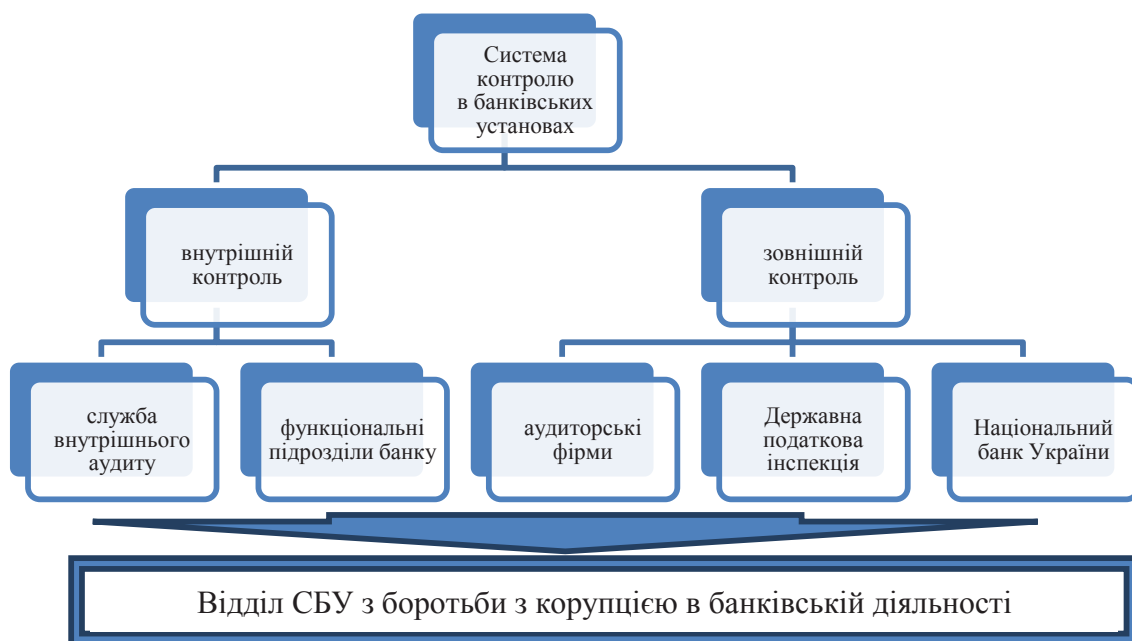 Система
контролю
в банківських
установах
внутрішній
контроль
зовнішній
контроль
служба
внутрішнього
аудиту
функціональні
підрозділи банку
аудиторські
фірми
Державна
податкова
інспекція
Національний
банк України
Відділ СБУ з боротьби з корупцією в банківській діяльності